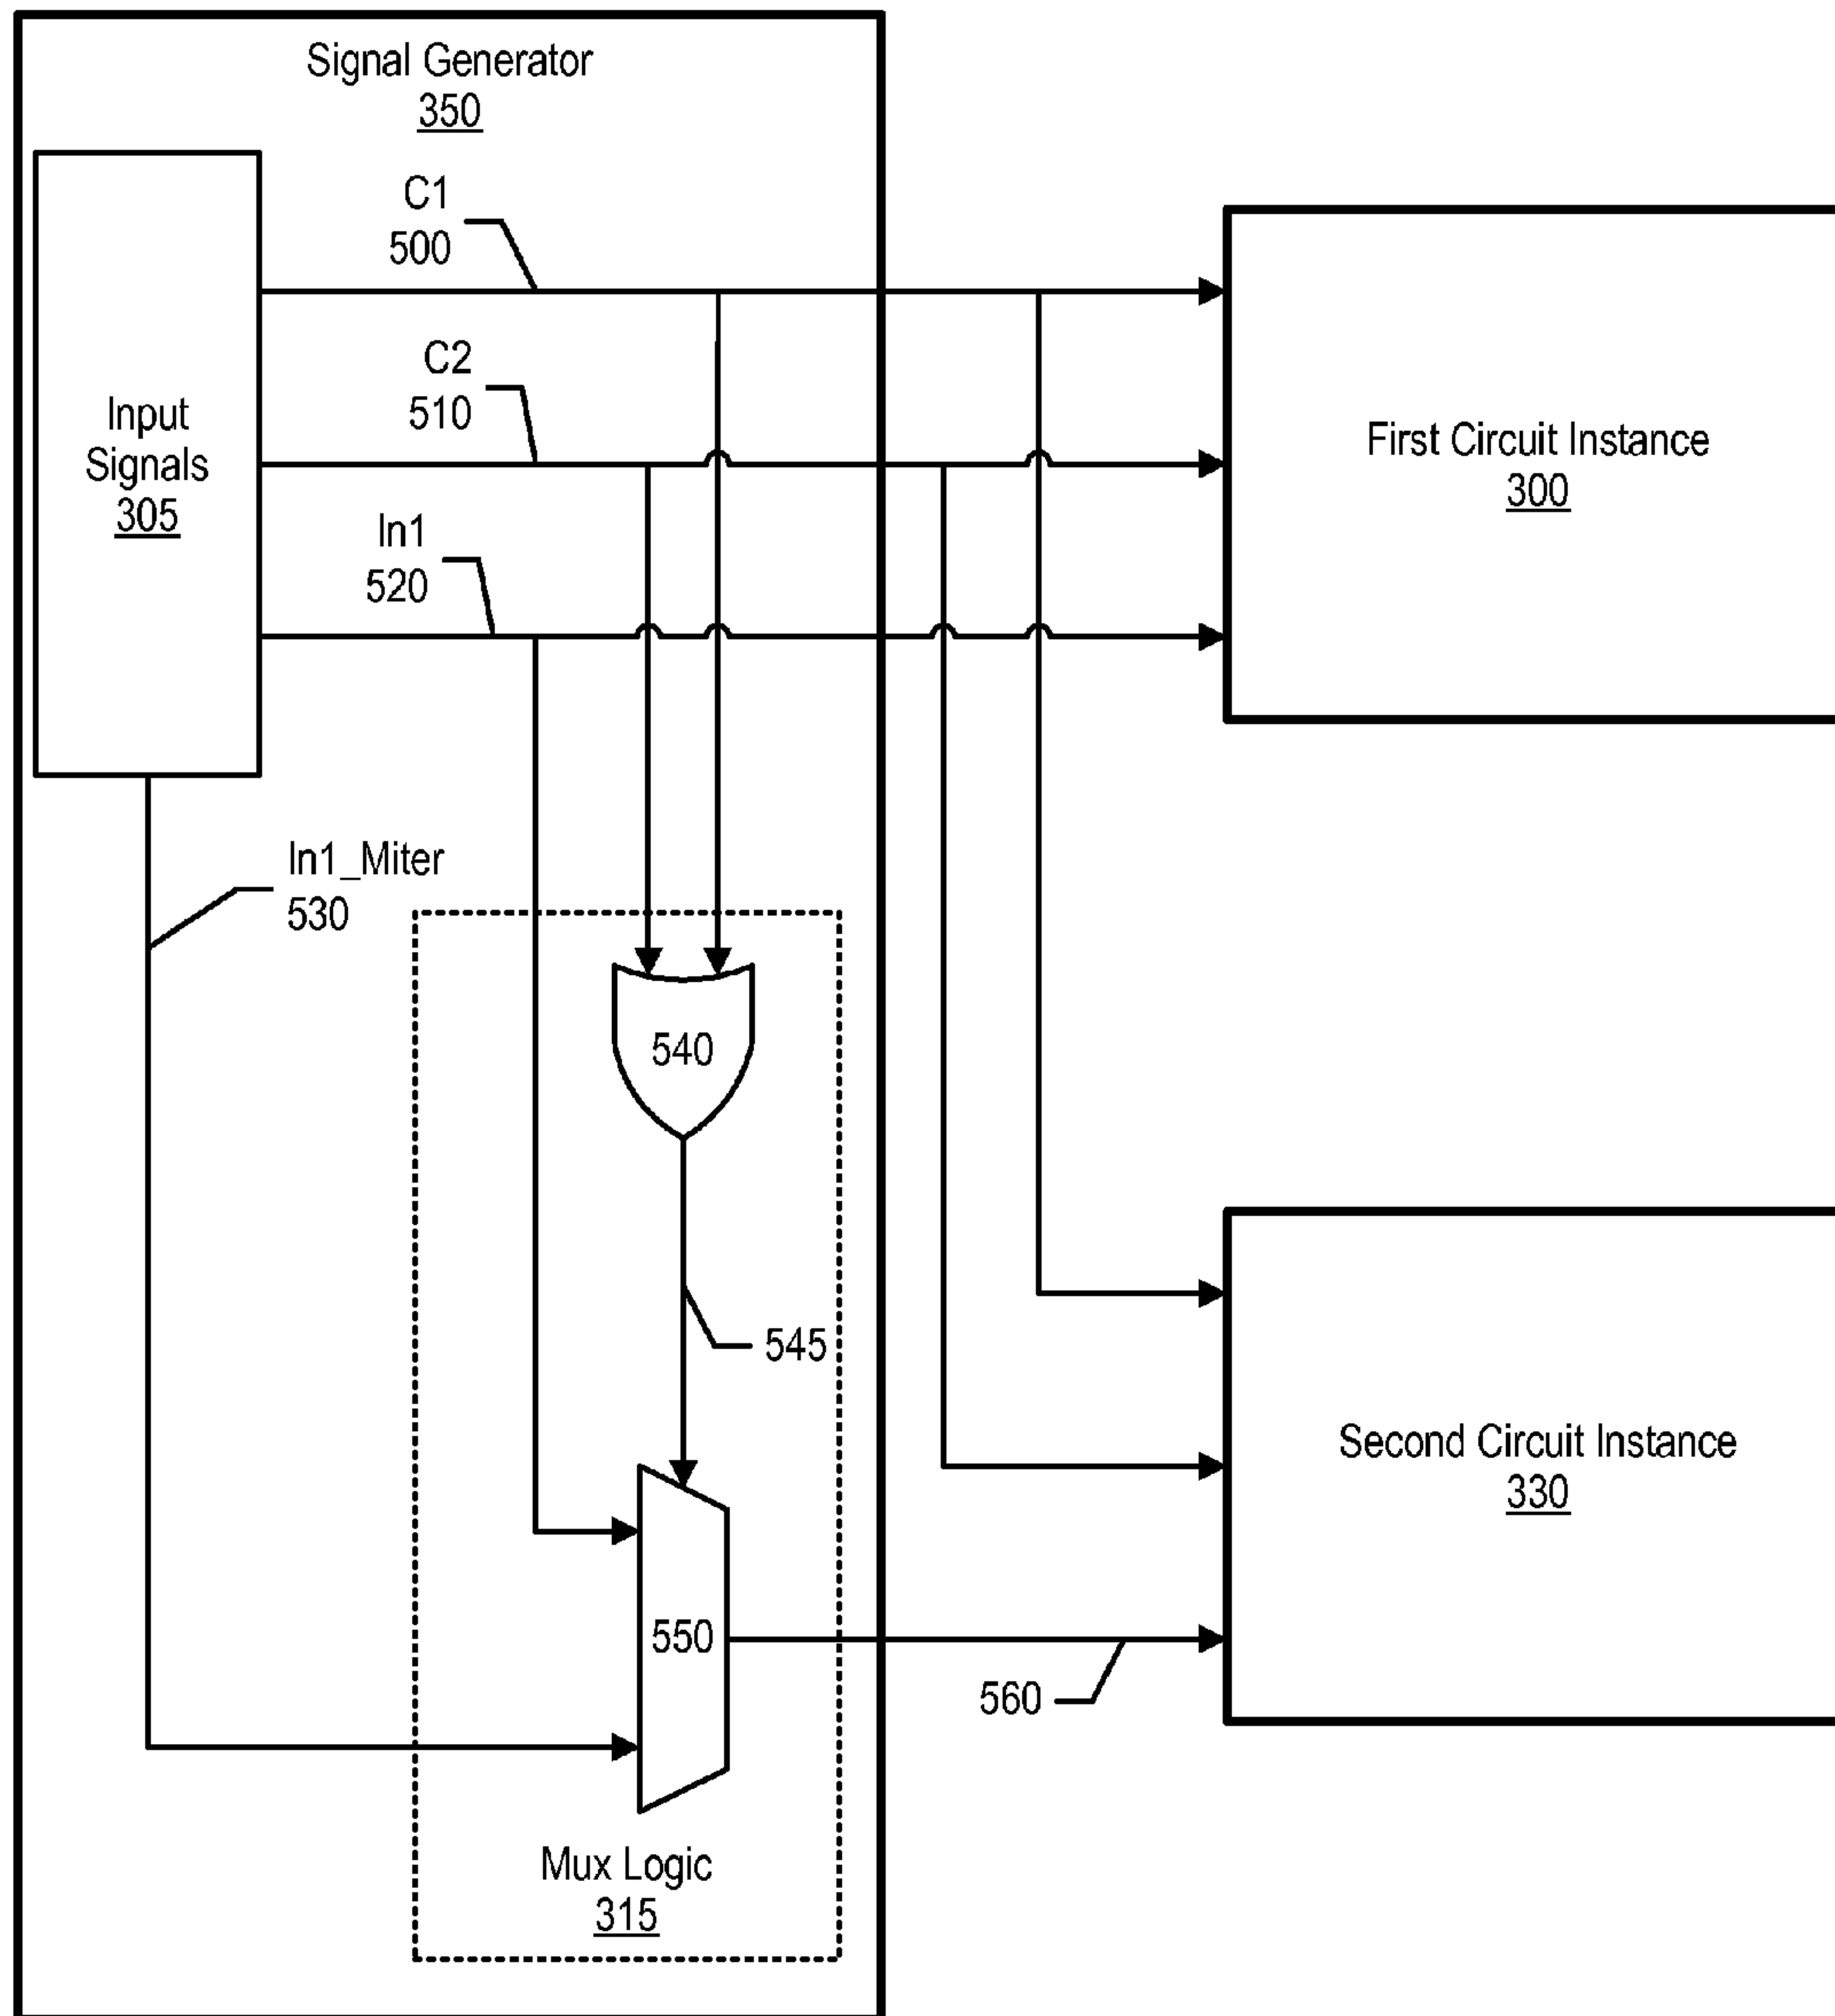 Signal Generator
350
C1
500
C2
510
Input
Signals
305
In1
520
First Circuit Instance
300
In1_Miter
530
540
545
Second Circuit Instance
330
550
560
Mux Logic
315